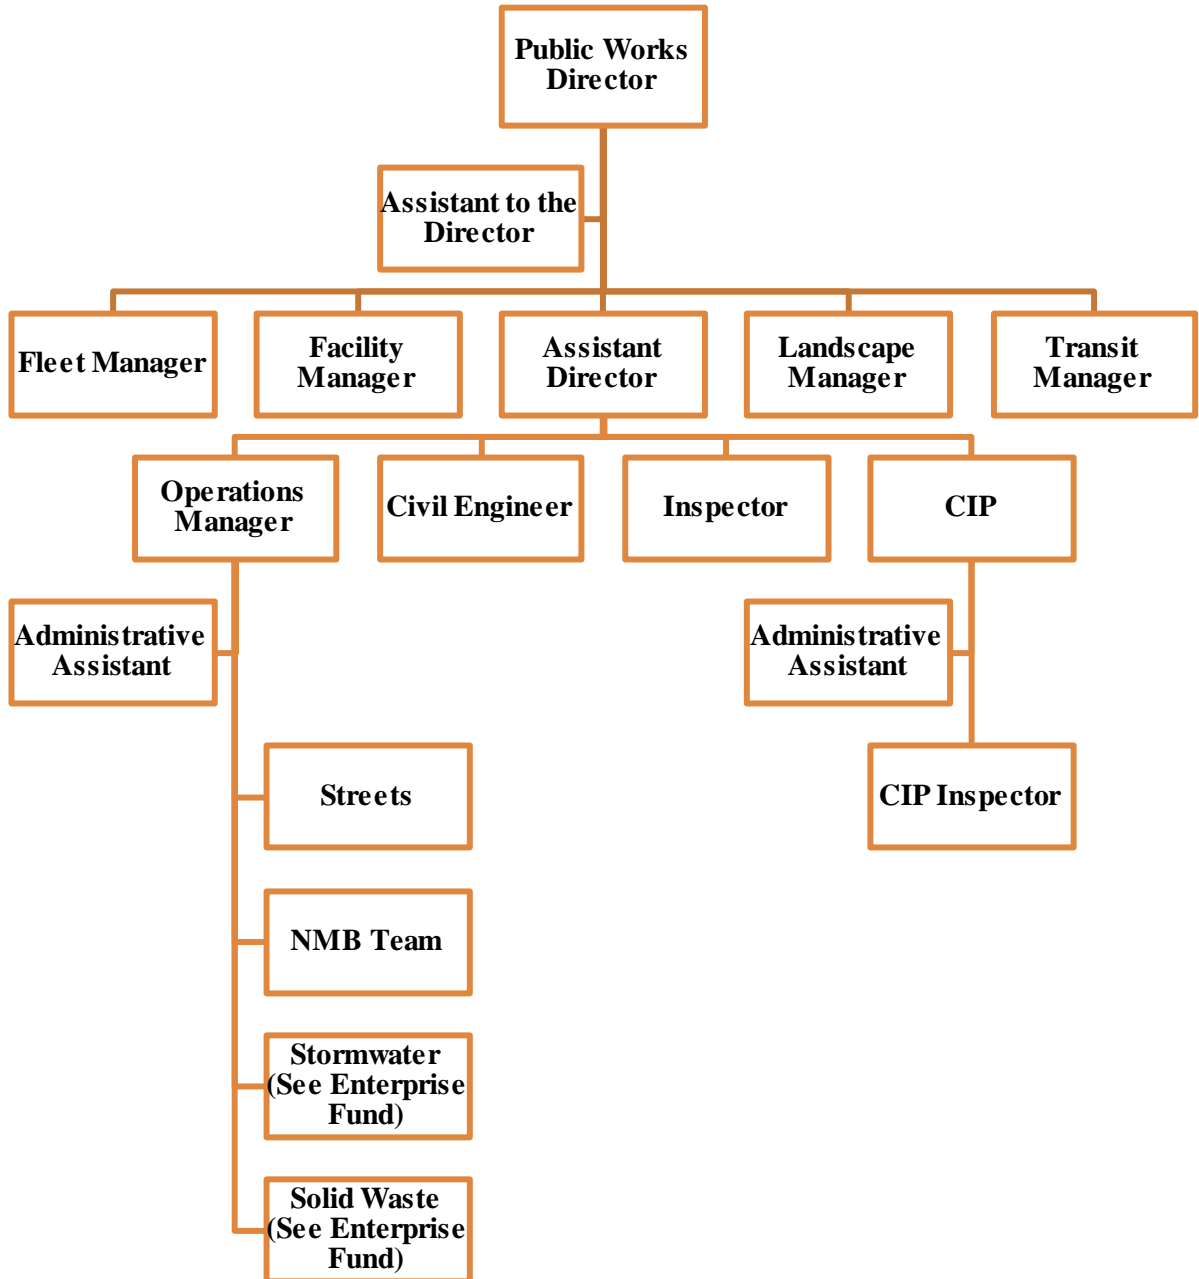 Public Works
Director
Assistant to the
Director
Fleet Manager
Facility
Manager
Assistant
Director
Landscape
Manager
Transit
Manager
Operations
Manager
Civil Engineer
Inspector
CIP
Administrative
Assistant
Administrative
Assistant
Streets
CIP Inspector
NMB Team
Stormwater
(See Enterprise
Fund)
Solid Waste
(See Enterprise
Fund)